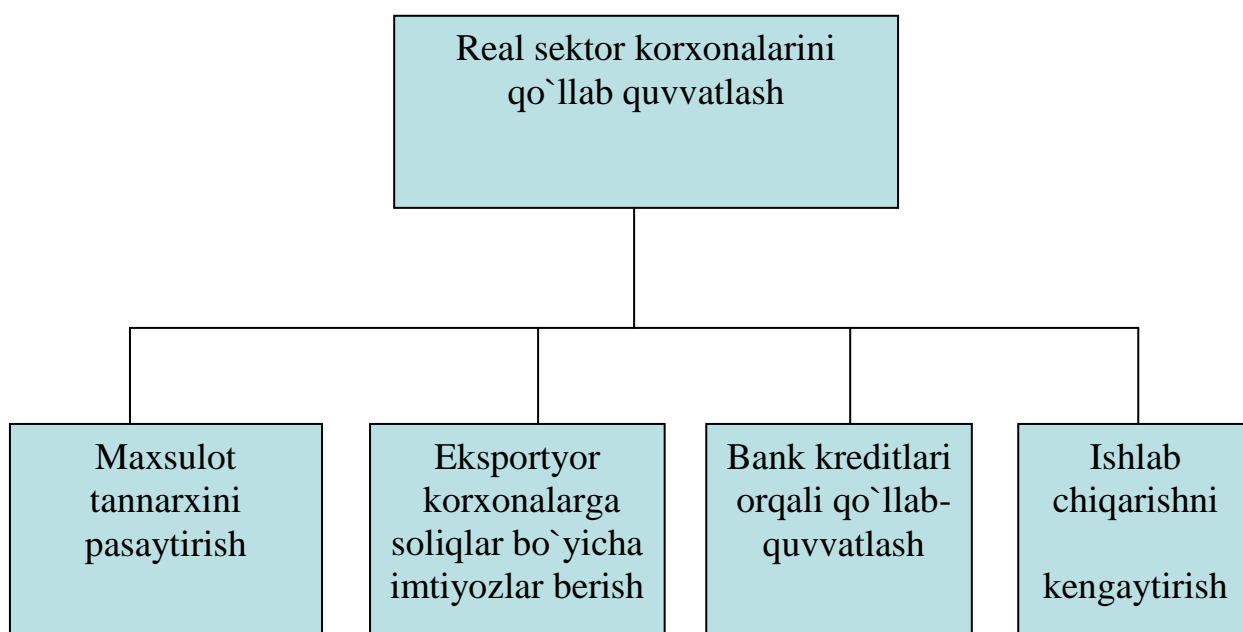 Real sektor korxonalarini
qo`llab quvvatlash
Maxsulot
tannarxini
pasaytirish
Eksportyor
korxonalarga
soliqlar bo`yicha
imtiyozlar berish
Bank kreditlari
orqali qo`llab-
quvvatlash
Ishlab
chiqarishni
kengaytirish